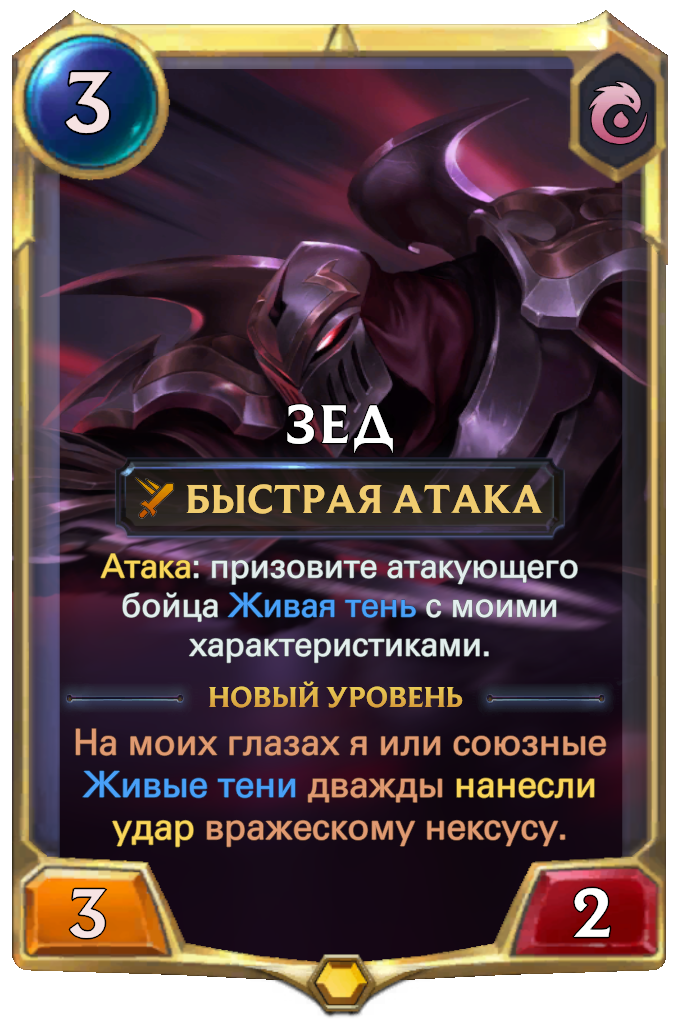 3
ЗЕД
БЫСТРАЯ АТАКА
Атака: призовите атакующего
бойца Живая тень с моими
характеристиками.
НОВЫЙ УРОВЕНЬ
На моих глазах я или союзные
Живые тени дважды нанесли
удар вражескому нексусу.
3
2